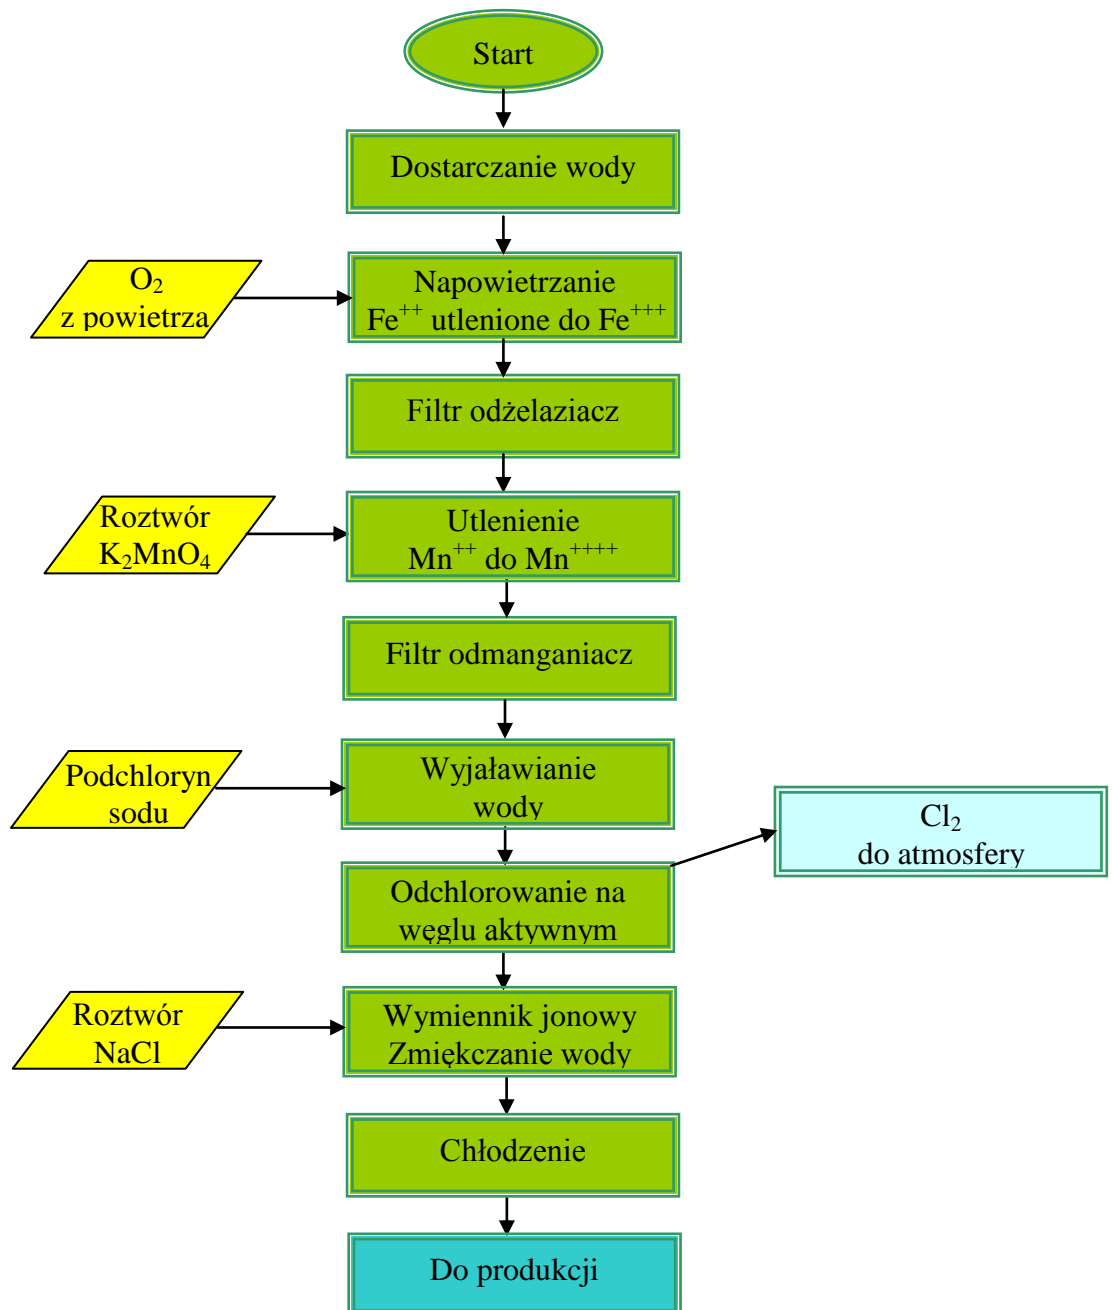 Start
Dostarczanie wody
O₂
z powietrza
Napowietrzanie
Fe⁺⁺ utlenione do Fe⁺⁺⁺
Filtr odżelaziacz
Roztwór
K₂MnO₄
Utlenienie
Mn⁺⁺ do Mn⁺⁺⁺⁺
Filtr odmanganiacz
Podchloryn
sodu
Wyjaławianie
wody
Cl₂
do atmosfery
Odchlorowanie na
węglu aktywnym
Roztwór
NaCl
Wymiennik jonowy
Zmiękczanie wody
Chłodzenie
Do produkcji